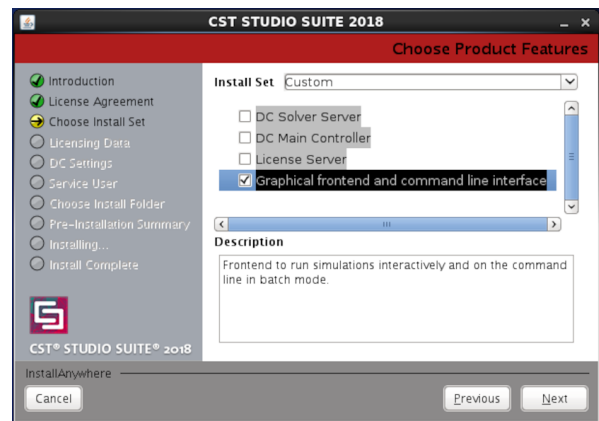 CST STUDIO SUITE 2018
Choose Product Features
Introduction
License Agreement
Choose Install Set
Licensing Data
DC Settings
Service User
Choose Install Folder
Pre-Installation Summary
Installing...
Install Complete
CST® STUDIO SUITE® 2018
Install Set Custom
DC Solver Server
DC Main Controller
License Server
Graphical frontend and command line interface
Description
Frontend to run simulations interactively and on the command
line in batch mode.
InstallAnywhere
Cancel
Previous
Next